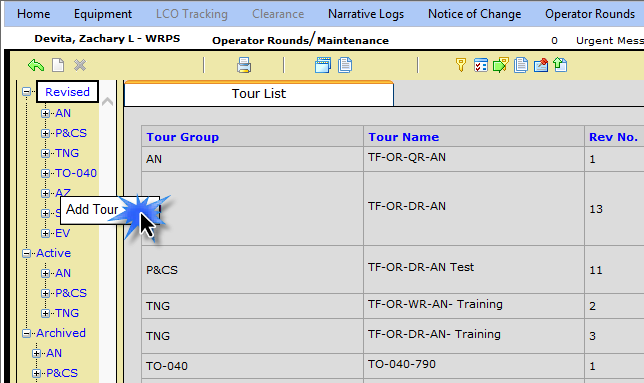 Home Equipment LCO Tracking Clearance Narrative Logs Notice of Change Operator Rounds
Devita, Zachary L - WRPS Operator Rounds/Maintenance 0 Urgent Mess
Revised
AN
P&CS
TNG
TO-040
AZ
S
EV
Active
AN
P&CS
TNG
Archived
AN
P&CS
Add Tour
Tour List
Tour Group Tour Name Rev No.
AN TF-OR-QR-AN 1
TF-OR-DR-AN 13
P&CS TF-OR-DR-AN Test 11
TNG TF-OR-WR-AN- Training 2
TNG TF-OR-DR-AN- Training 3
TO-040 TO-040-790 1